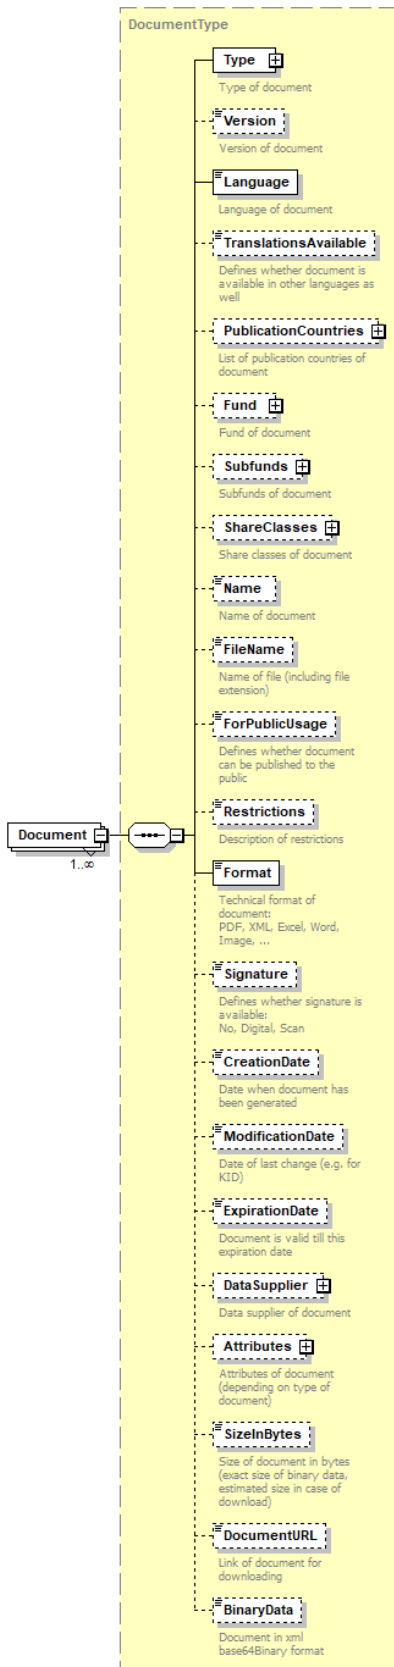 DocumentType
Type
Type of document
Version
Version of document
Language
Language of document
TranslationsAvailable
Defines whether document is
available in other languages as
well
PublicationCountries
List of publication countries of
document
Fund
Fund of document
Subfunds
Subfunds of document
ShareClasses
Share classes of document
Name
Name of document
FileName
Name of file (including file
extension)
ForPublicUsage
Defines whether document
can be published to the
public
Restrictions
Description of restrictions
Document
1..∞
Format
Technical format of
document:
PDF, XML, Excel, Word,
Image, ...
Signature
Defines whether signature is
available:
No, Digital, Scan
CreationDate
Date when document has
been generated
ModificationDate
Date of last change (e.g. for
KID)
ExpirationDate
Document is valid till this
expiration date
DataSupplier
Data supplier of document
Attributes
Attributes of document
(depending on type of
document)
SizeInBytes
Size of document in bytes
(exact size of binary data,
estimated size in case of
download)
DocumentURL
Link of document for
downloading
BinaryData
Document in xml
base64Binary format